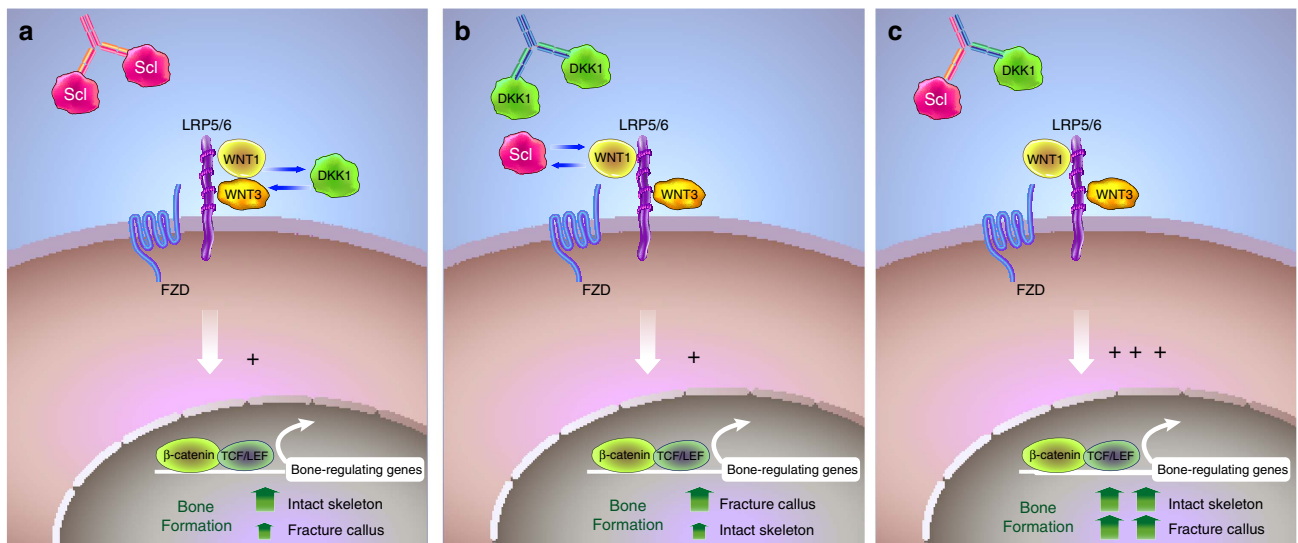 a
Scl
Scl
LRP5/6
WNT1
DKK1
WNT3
FZD
+
β-catenin TCF/LEF
Bone-regulating genes
Bone
Formation
Intact skeleton
Fracture callus
b
DKK1
DKK1
LRP5/6
Scl
WNT1
WNT3
FZD
+
β-catenin TCF/LEF
Bone-regulating genes
Bone
Formation
Fracture callus
Intact skeleton
c
DKK1
Scl
LRP5/6
WNT1
WNT3
FZD
+ + +
β-catenin TCF/LEF
Bone-regulating genes
Bone
Formation
Intact skeleton
Fracture callus